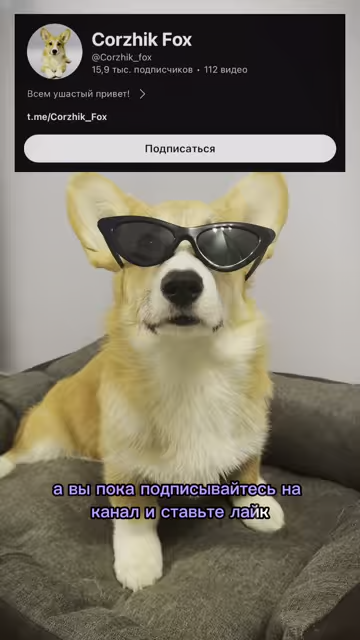 Corzhik Fox
@Corzhik_fox
15,9 тыс. подписчиков • 112 видео
Всем ушастый привет!
t.me/Corzhik_Fox
Подписаться
а вы пока подписывайтесь на
канал и ставьте лайк